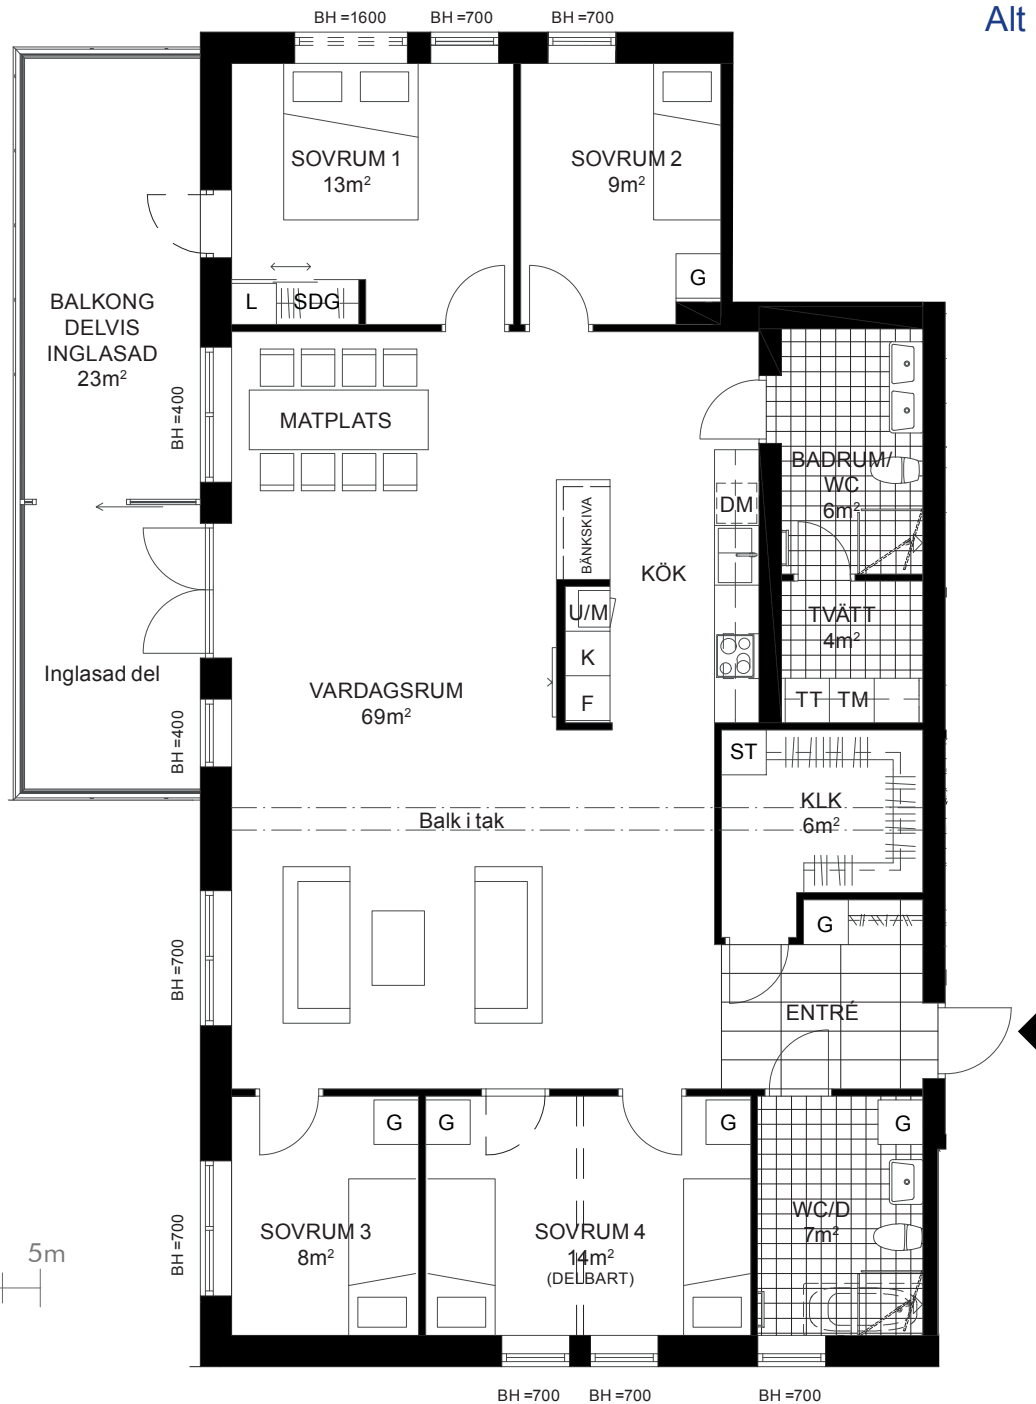 BH =1600
BH =700
BH =700
Alt
SOVRUM 1
13m²
SOVRUM 2
9m²
L
SDG
G
BALKONG
DELVIS
INGLASAD
23m²
BH =400
MATPLATS
BADRUM/
WC
6m²
DM
BÄNKSKIVA
KÖK
U/M
K
F
TVÄTT
4m²
TT
TM
Inglasad del
VARDAGSRUM
69m²
BH =400
ST
KLK
6m²
Balk i tak
G
BH =700
ENTRÉ
G
G
G
G
SOVRUM 3
8m²
SOVRUM 4
14m²
(DELBART)
WC/D
7m²
BH =700
5m
BH =700
BH =700
BH =700